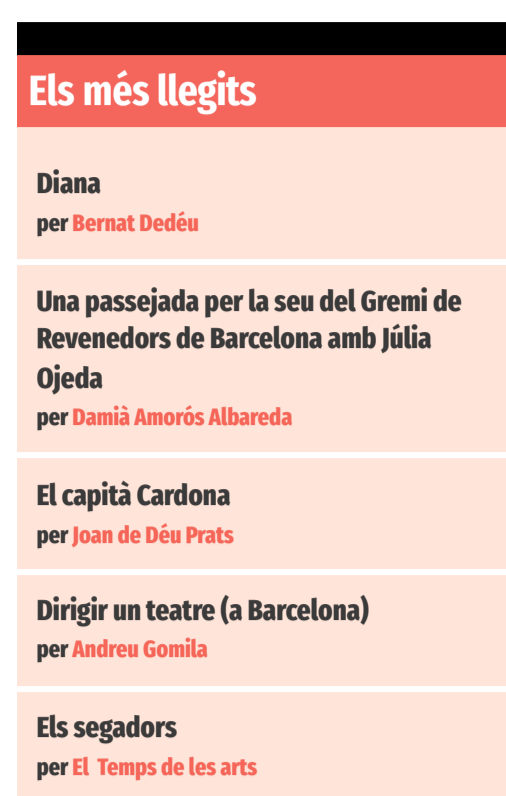 Els més llegits
Diana
per Bernat Dedéu
Una passejada per la seu del Gremi de
Revenedors de Barcelona amb Júlia
Ojeda
per Damià Amorós Albareda
El capità Cardona
per Joan de Déu Prats
Dirigir un teatre (a Barcelona)
per Andreu Gomila
Els segadors
per El  Temps de les arts